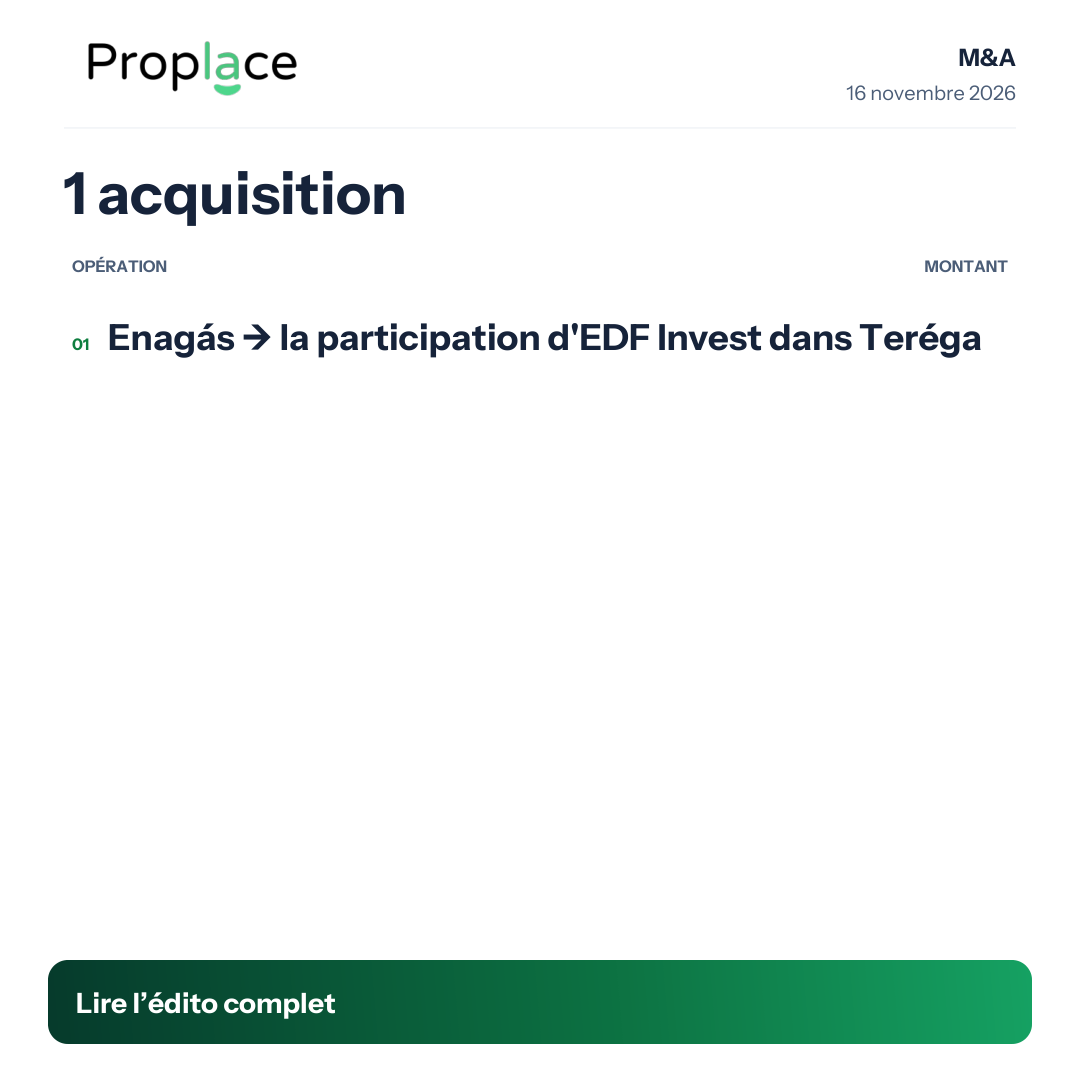 Proplace
M&A
16 novembre 2026
1 acquisition
OPÉRATION MONTANT
01 Enagás → la participation d'EDF Invest dans Teréga
Lire l’édito complet